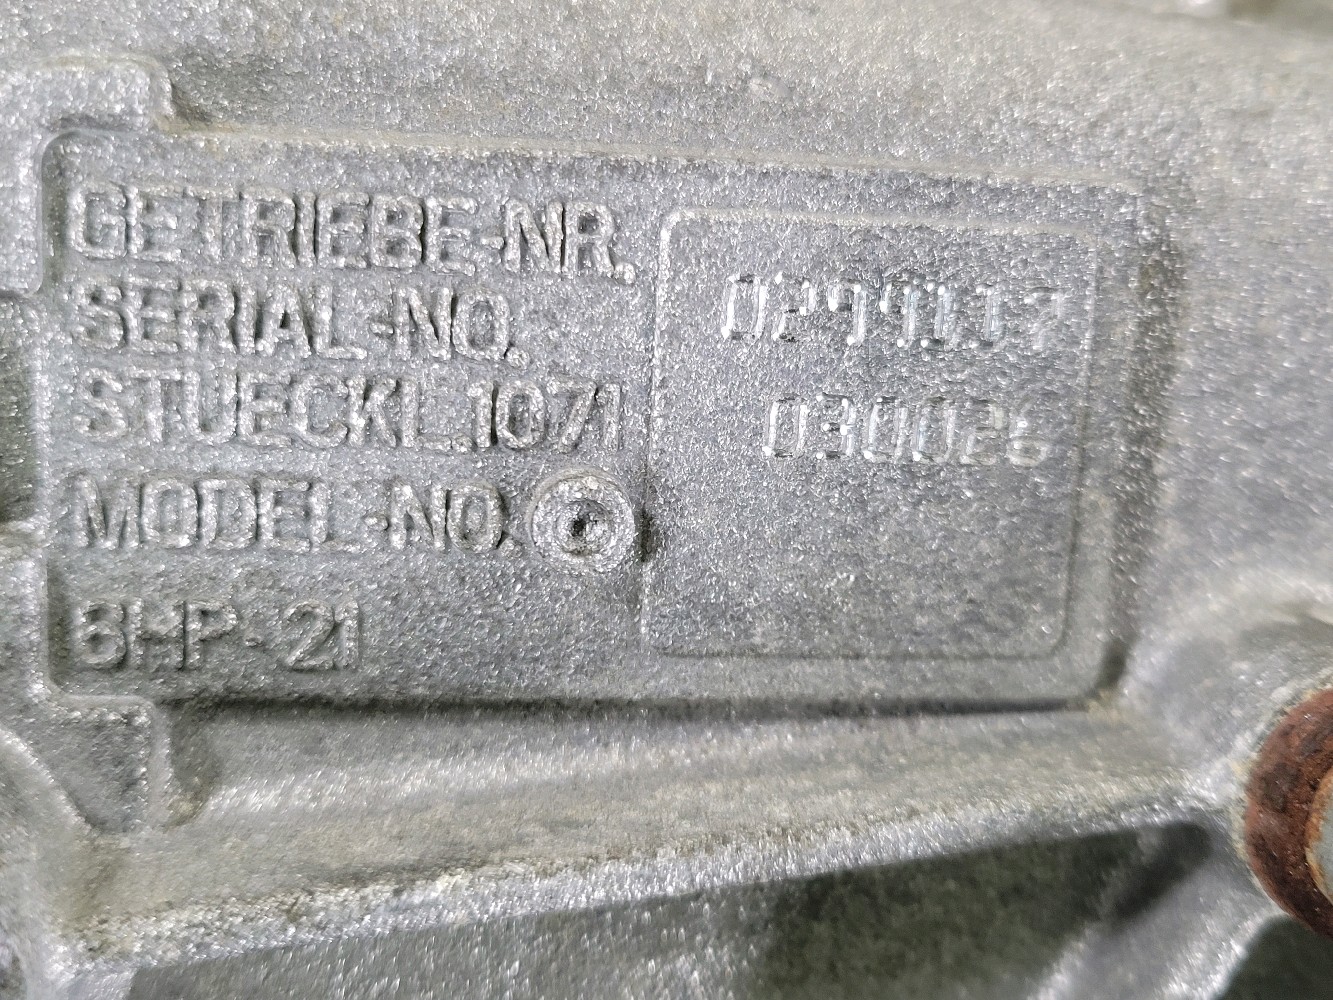 GETRIEBE-NR.
SERIAL-NO.
STUECKL.1071
MODEL-NO.
6HP-21
030026